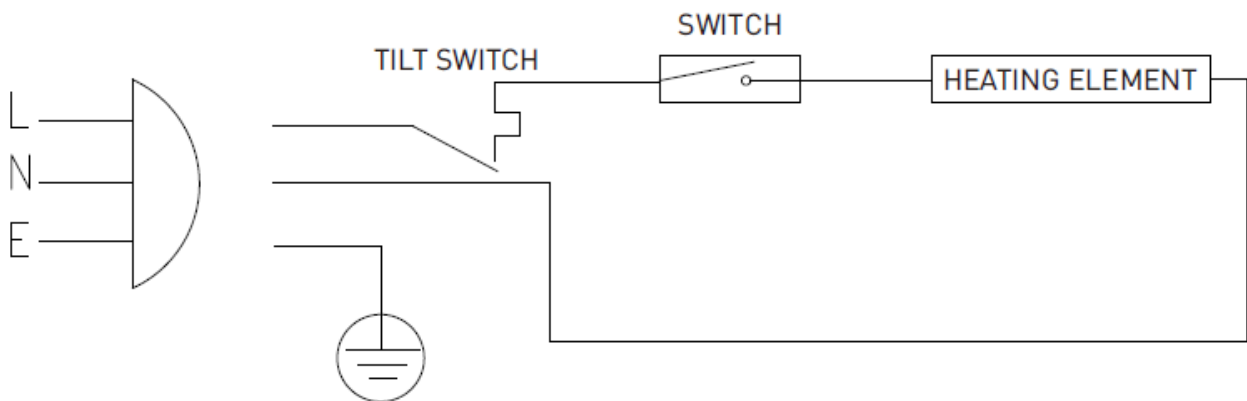 SWITCH
TILT SWITCH
HEATING ELEMENT
L
N
E